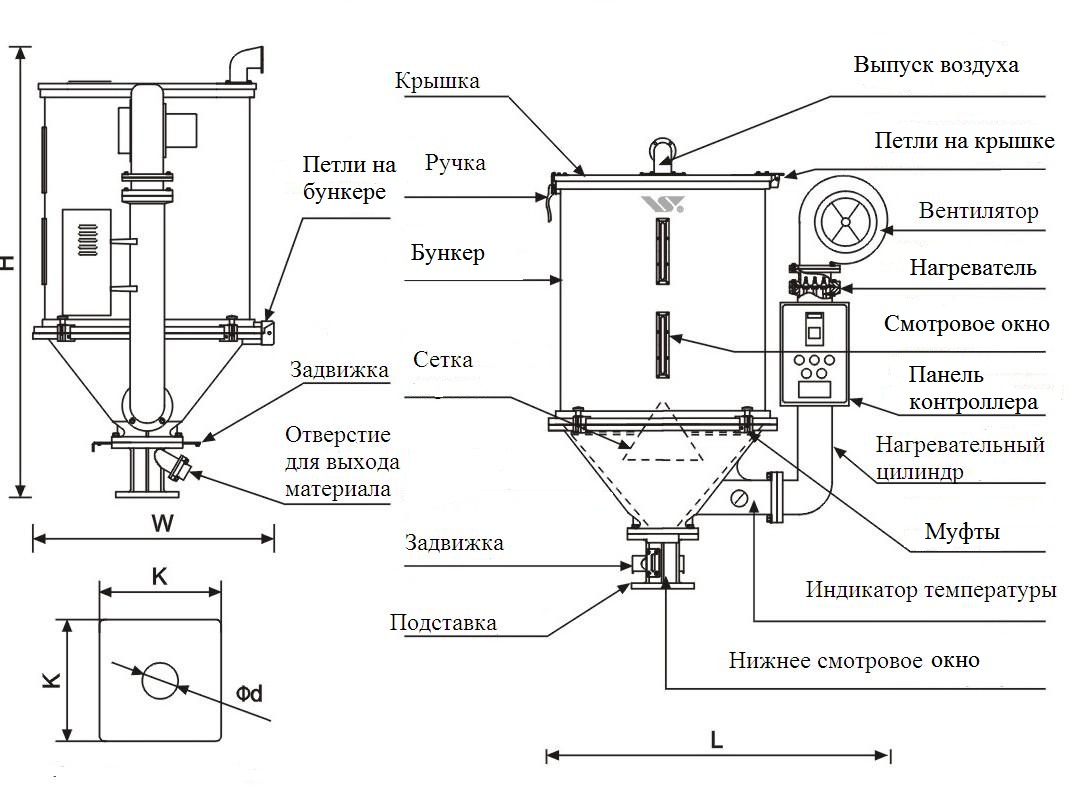 H
W
K
K
Φd
Петли на
бункере
Задвижка
Отверстие
для выхода
материала
Крышка
Ручка
Бункер
Сетка
Задвижка
Подставка
Выпуск воздуха
Петли на крышке
Вентилятор
Нагреватель
Смотровое окно
Панель
контроллера
Нагревательный
цилиндр
Муфты
Индикатор температуры
Нижнее смотровое окно
L